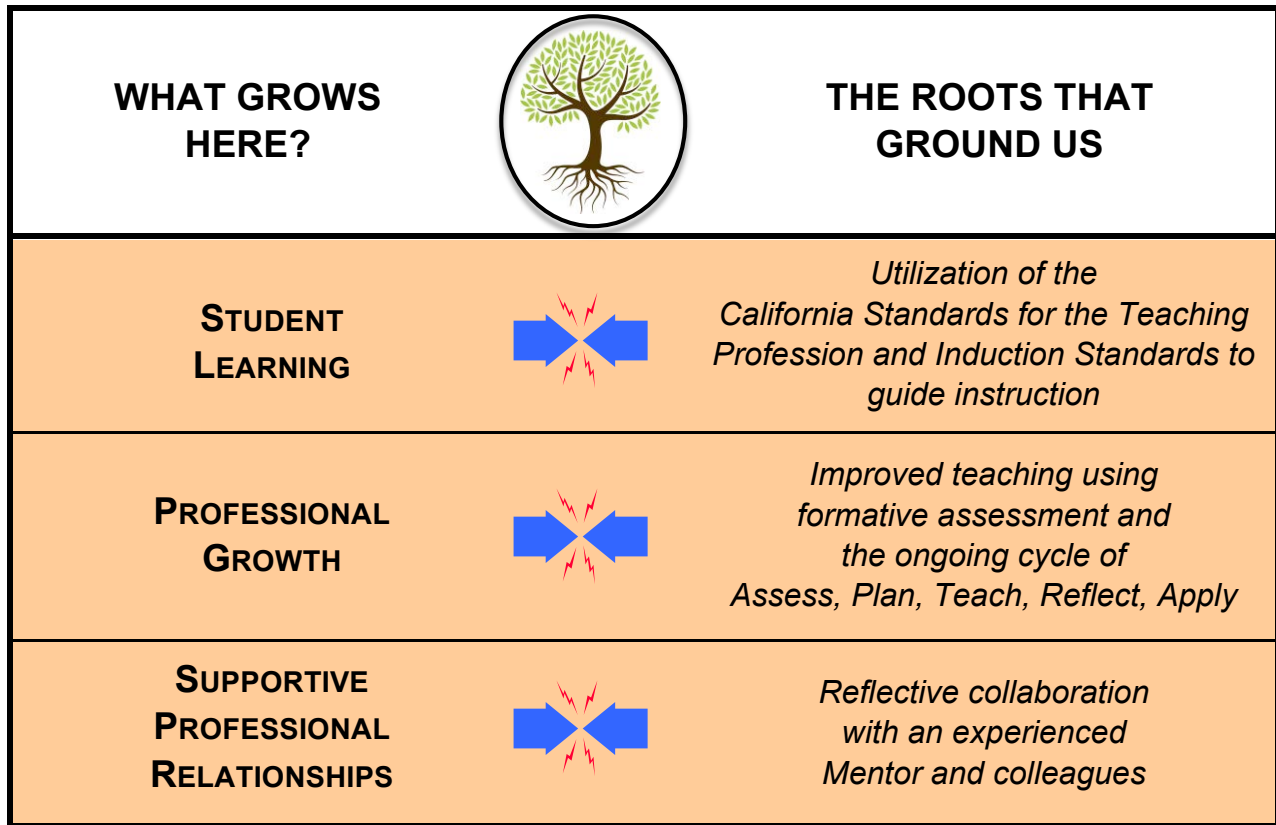 WHAT GROWS
HERE?
THE ROOTS THAT
GROUND US
STUDENT
LEARNING
Utilization of the
California Standards for the Teaching
Profession and Induction Standards to
guide instruction
PROFESSIONAL
GROWTH
Improved teaching using
formative assessment and
the ongoing cycle of
Assess, Plan, Teach, Reflect, Apply
SUPPORTIVE
PROFESSIONAL
RELATIONSHIPS
Reflective collaboration
with an experienced
Mentor and colleagues